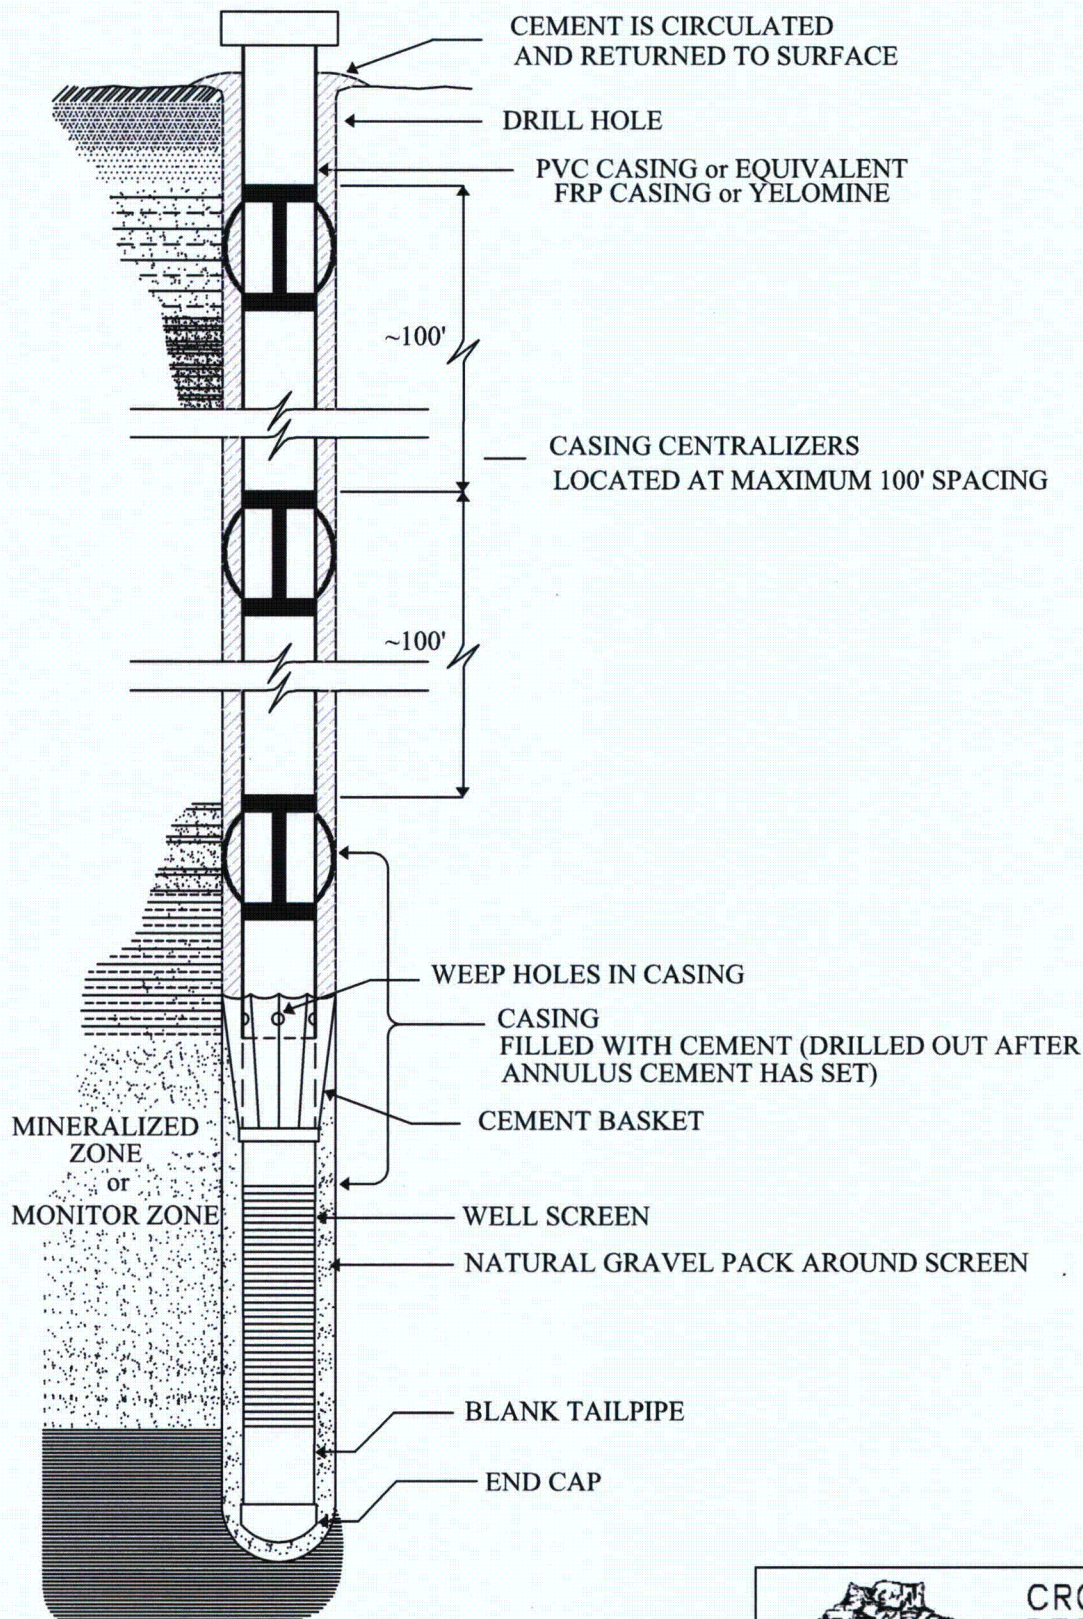 CEMENT IS CIRCULATED
AND RETURNED TO SURFACE
DRILL HOLE
PVC CASING or EQUIVALENT
FRP CASING or YELOMINE
~100'
CASING CENTRALIZERS
LOCATED AT MAXIMUM 100' SPACING
~100'
WEEP HOLES IN CASING
CASING
FILLED WITH CEMENT (DRILLED OUT AFTER
ANNULUS CEMENT HAS SET)
CEMENT BASKET
MINERALIZED
ZONE
or
MONITOR ZONE
WELL SCREEN
NATURAL GRAVEL PACK AROUND SCREEN
BLANK TAILPIPE
END CAP